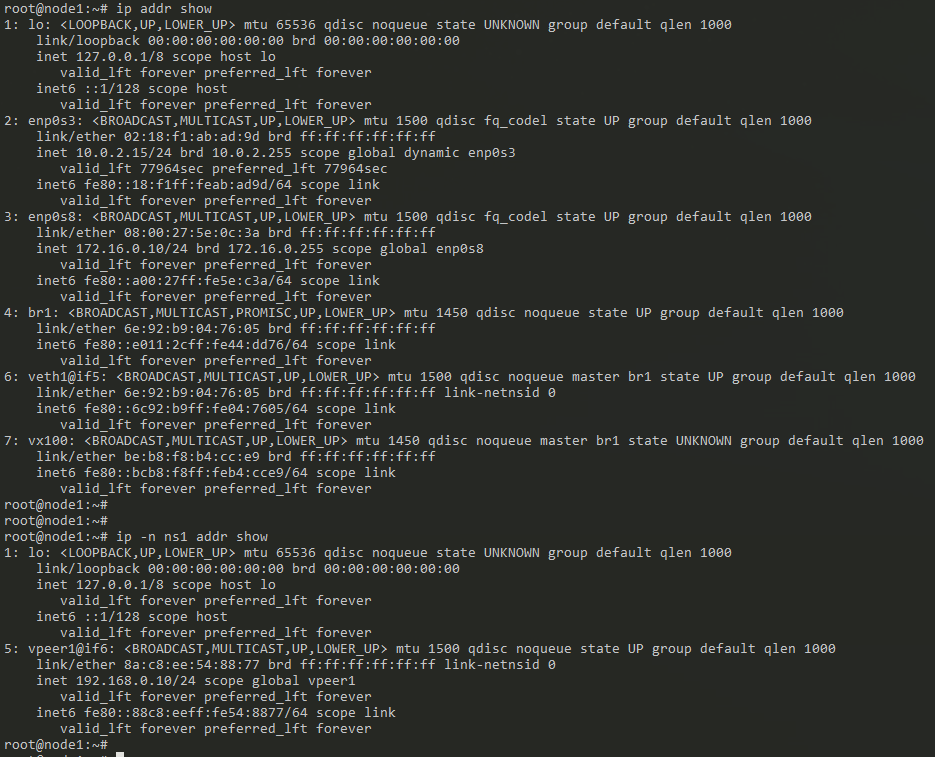 root@node1:~# ip addr show
1: lo: <LOOPBACK,UP,LOWER_UP> mtu 65536 qdisc noqueue state UNKNOWN group default qlen 1000
    link/loopback 00:00:00:00:00:00 brd 00:00:00:00:00:00
    inet 127.0.0.1/8 scope host lo
       valid_lft forever preferred_lft forever
    inet6 ::1/128 scope host
       valid_lft forever preferred_lft forever
2: enp0s3: <BROADCAST,MULTICAST,UP,LOWER_UP> mtu 1500 qdisc fq_codel state UP group default qlen 1000
    link/ether 02:18:f1:ab:ad:9d brd ff:ff:ff:ff:ff:ff
    inet 10.0.2.15/24 brd 10.0.2.255 scope global dynamic enp0s3
       valid_lft 77964sec preferred_lft 77964sec
    inet6 fe80::18:f1ff:feab:ad9d/64 scope link
       valid_lft forever preferred_lft forever
3: enp0s8: <BROADCAST,MULTICAST,UP,LOWER_UP> mtu 1500 qdisc fq_codel state UP group default qlen 1000
    link/ether 08:00:27:5e:0c:3a brd ff:ff:ff:ff:ff:ff
    inet 172.16.0.10/24 brd 172.16.0.255 scope global enp0s8
       valid_lft forever preferred_lft forever
    inet6 fe80::a00:27ff:fe5e:c3a/64 scope link
       valid_lft forever preferred_lft forever
4: br1: <BROADCAST,MULTICAST,PROMISC,UP,LOWER_UP> mtu 1450 qdisc noqueue state UP group default qlen 1000
    link/ether 6e:92:b9:04:76:05 brd ff:ff:ff:ff:ff:ff
    inet6 fe80::e011:2cff:fe44:dd76/64 scope link
       valid_lft forever preferred_lft forever
6: veth1@if5: <BROADCAST,MULTICAST,UP,LOWER_UP> mtu 1500 qdisc noqueue master br1 state UP group default qlen 1000
    link/ether 6e:92:b9:04:76:05 brd ff:ff:ff:ff:ff:ff link-netnsid 0
    inet6 fe80::6c92:b9ff:fe04:7605/64 scope link
       valid_lft forever preferred_lft forever
7: vx100: <BROADCAST,MULTICAST,UP,LOWER_UP> mtu 1450 qdisc noqueue master br1 state UNKNOWN group default qlen 1000
    link/ether be:b8:f8:b4:cc:e9 brd ff:ff:ff:ff:ff:ff
    inet6 fe80::bcb8:f8ff:feb4:cce9/64 scope link
       valid_lft forever preferred_lft forever
root@node1:~#
root@node1:~#
root@node1:~# ip -n ns1 addr show
1: lo: <LOOPBACK,UP,LOWER_UP> mtu 65536 qdisc noqueue state UNKNOWN group default qlen 1000
    link/loopback 00:00:00:00:00:00 brd 00:00:00:00:00:00
    inet 127.0.0.1/8 scope host lo
       valid_lft forever preferred_lft forever
    inet6 ::1/128 scope host
       valid_lft forever preferred_lft forever
5: vpeer1@if6: <BROADCAST,MULTICAST,UP,LOWER_UP> mtu 1500 qdisc noqueue state UP group default qlen 1000
    link/ether 8a:c8:ee:54:88:77 brd ff:ff:ff:ff:ff:ff link-netnsid 0
    inet 192.168.0.10/24 scope global vpeer1
       valid_lft forever preferred_lft forever
    inet6 fe80::88c8:eeff:fe54:8877/64 scope link
       valid_lft forever preferred_lft forever
root@node1:~#